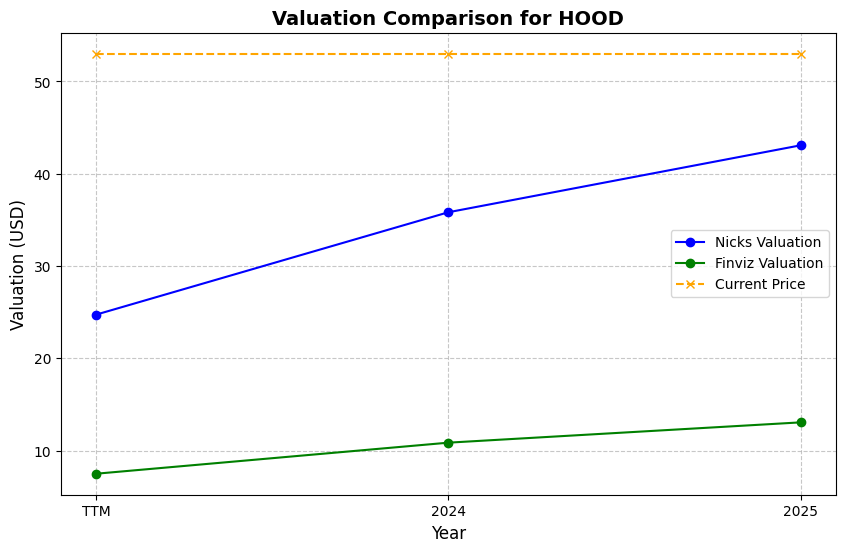 Valuation Comparison for HOOD
Valuation (USD)
50
40
30
20
10
Nicks Valuation
Finviz Valuation
Current Price
TTM
2024
2025
Year